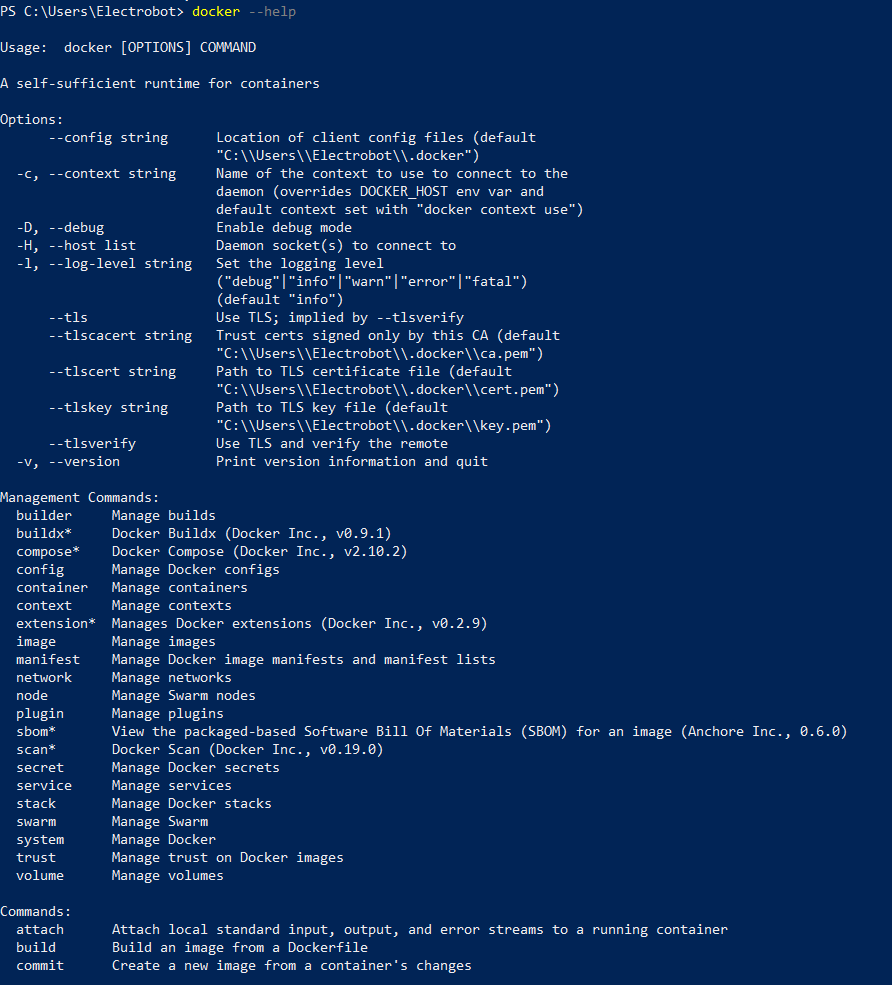 PS C:\Users\Electrobot> docker --help
Usage:  docker [OPTIONS] COMMAND
A self-sufficient runtime for containers
Options:
      --config string      Location of client config files (default
                           "C:\\Users\\Electrobot\\.docker")
  -c, --context string     Name of the context to use to connect to the
                           daemon (overrides DOCKER_HOST env var and
                           default context set with "docker context use")
  -D, --debug              Enable debug mode
  -H, --host list          Daemon socket(s) to connect to
  -l, --log-level string   Set the logging level
                           ("debug"|"info"|"warn"|"error"|"fatal")
                           (default "info")
      --tls                Use TLS; implied by --tlsverify
      --tlscacert string   Trust certs signed only by this CA (default
                           "C:\\Users\\Electrobot\\.docker\\ca.pem")
      --tlscert string     Path to TLS certificate file (default
                           "C:\\Users\\Electrobot\\.docker\\cert.pem")
      --tlskey string      Path to TLS key file (default
                           "C:\\Users\\Electrobot\\.docker\\key.pem")
      --tlsverify          Use TLS and verify the remote
  -v, --version            Print version information and quit
Management Commands:
  builder     Manage builds
  buildx*     Docker Buildx (Docker Inc., v0.9.1)
  compose*    Docker Compose (Docker Inc., v2.10.2)
  config      Manage Docker configs
  container   Manage containers
  context     Manage contexts
  extension*  Manages Docker extensions (Docker Inc., v0.2.9)
  image       Manage images
  manifest    Manage Docker image manifests and manifest lists
  network     Manage networks
  node        Manage Swarm nodes
  plugin      Manage plugins
  sbom*       View the packaged-based Software Bill Of Materials (SBOM) for an image (Anchore Inc., 0.6.0)
  scan*       Docker Scan (Docker Inc., v0.19.0)
  secret      Manage Docker secrets
  service     Manage services
  stack       Manage Docker stacks
  swarm       Manage Swarm
  system      Manage Docker
  trust       Manage trust on Docker images
  volume      Manage volumes
Commands:
  attach      Attach local standard input, output, and error streams to a running container
  build       Build an image from a Dockerfile
  commit      Create a new image from a container's changes